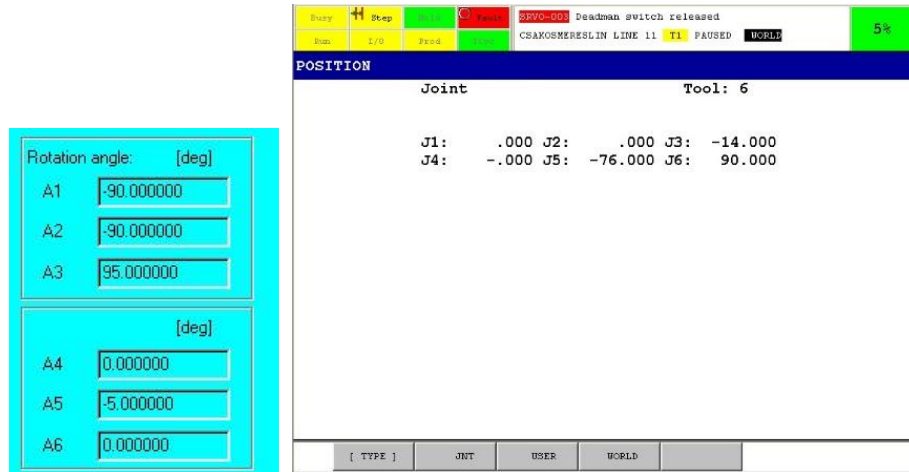 Rotation angle: [deg]
A1 -90.000000
A2 -90.000000
A3 95.000000
[deg]
A4 0.000000
A5 -5.000000
A6 0.000000
Busy Step Hold Fault
Run I/O Prod
SRVO-003 Deadman switch released
CSAKOSMERESLIN LINE 11 T1 PAUSED WORLD
5%
POSITION
Joint Tool: 6
J1: .000 J2: .000 J3: -14.000
J4: -.000 J5: -76.000 J6: 90.000
[ TYPE ] JNT USER WORLD